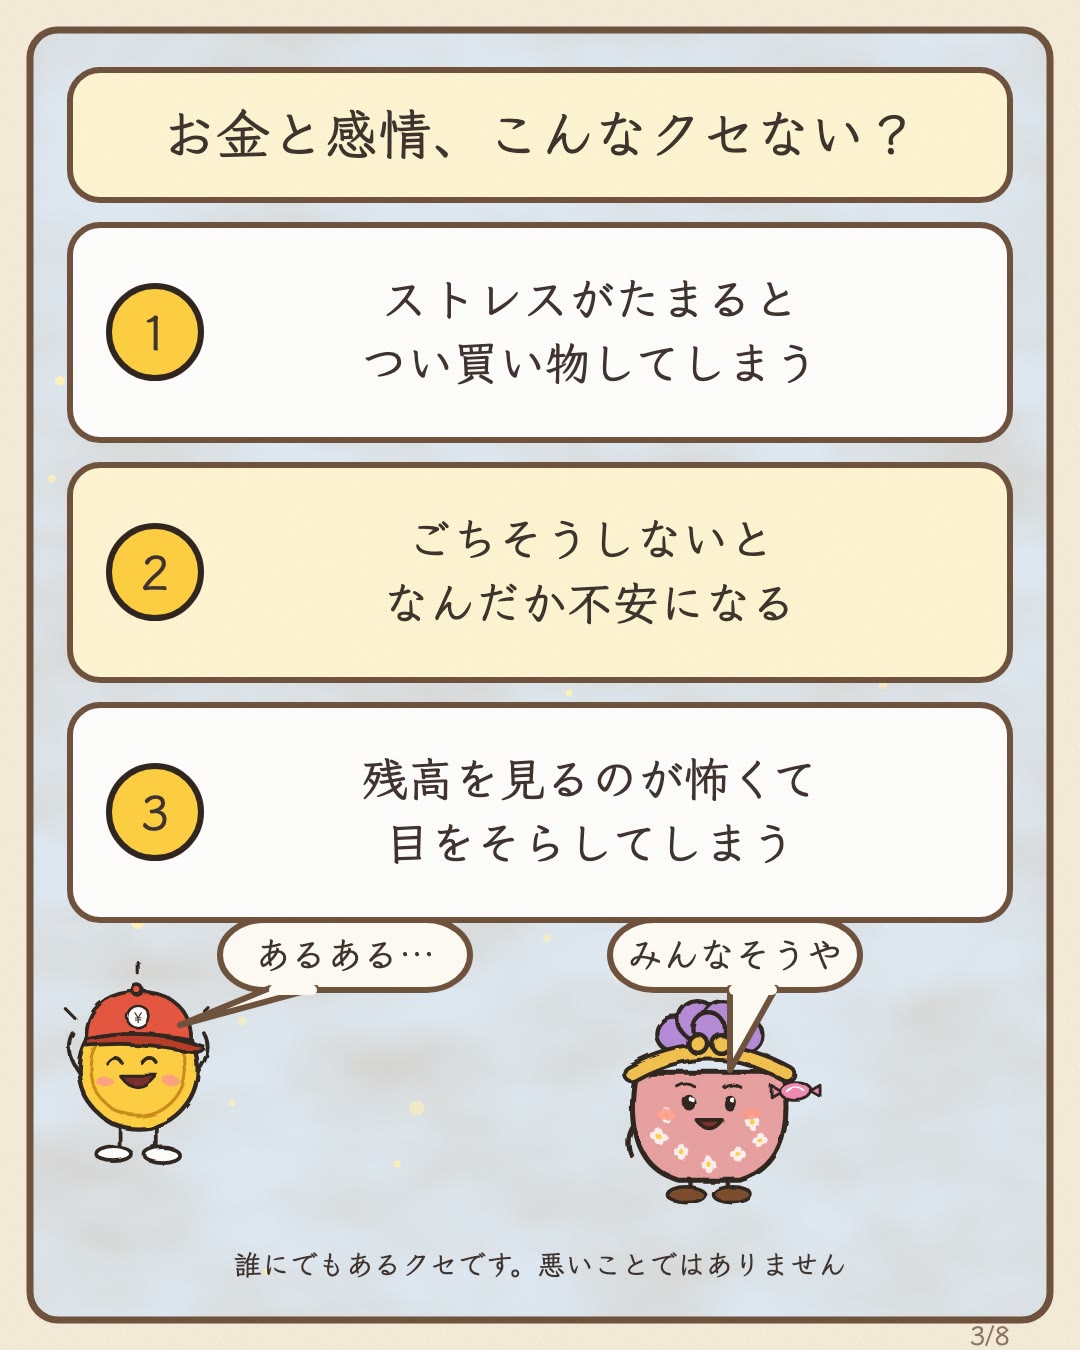 お金と感情、こんなクセない？
1
ストレスがたまると
つい買い物してしまう
2
ごちそうしないと
なんだか不安になる
3
残高を見るのが怖くて
目をそらしてしまう
あるある…
みんなそうや
¥
誰にでもあるクセです。悪いことではありません
3/8